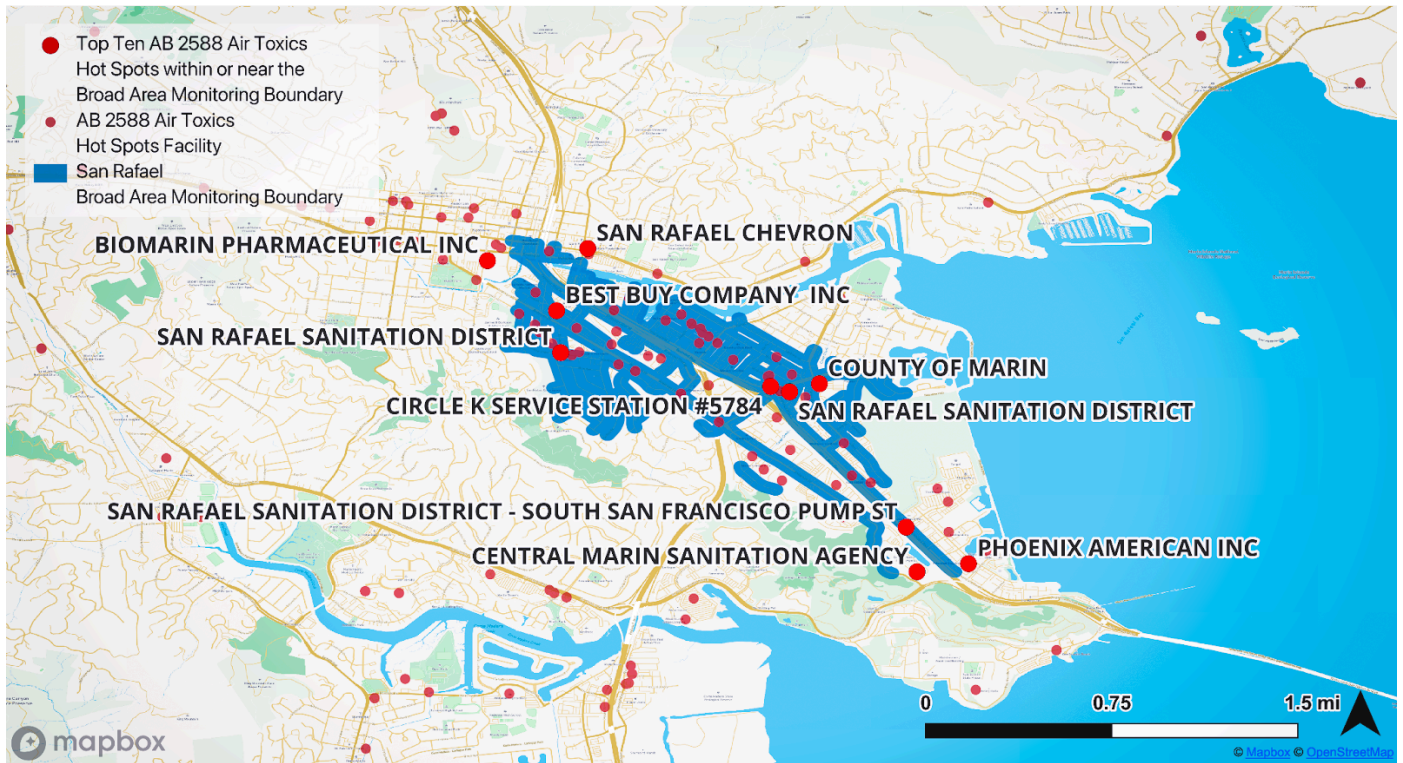 Top Ten AB 2588 Air Toxics
Hot Spots within or near the
Broad Area Monitoring Boundary
AB 2588 Air Toxics
Hot Spots Facility
San Rafael
Broad Area Monitoring Boundary
SAN RAFAEL CHEVRON
BIOMARIN PHARMACEUTICAL INC
BEST BUY COMPANY INC
SAN RAFAEL SANITATION DISTRICT
COUNTY OF MARIN
CIRCLE K SERVICE STATION #5784
SAN RAFAEL SANITATION DISTRICT
SAN RAFAEL SANITATION DISTRICT - SOUTH SAN FRANCISCO PUMP ST
CENTRAL MARIN SANITATION AGENCY
PHOENIX AMERICAN INC
0 0.75 1.5 mi
mapbox
© Mapbox © OpenStreetMap